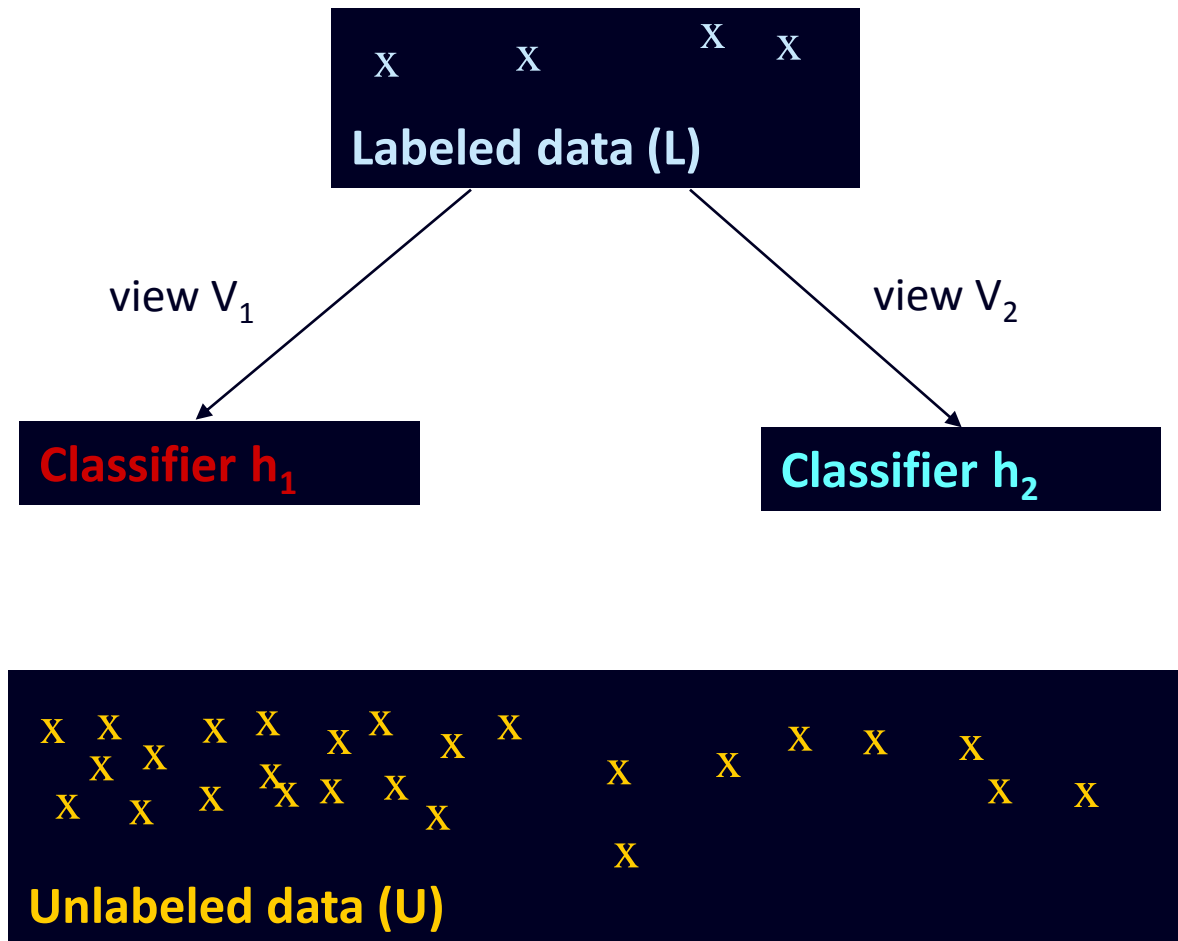 x x x x
Labeled data (L)
view V₁
view V₂
Classifier h₁
Classifier h₂
x x x x x x x x x x x x x
x x x x x x x x x x x x
x
Unlabeled data (U)